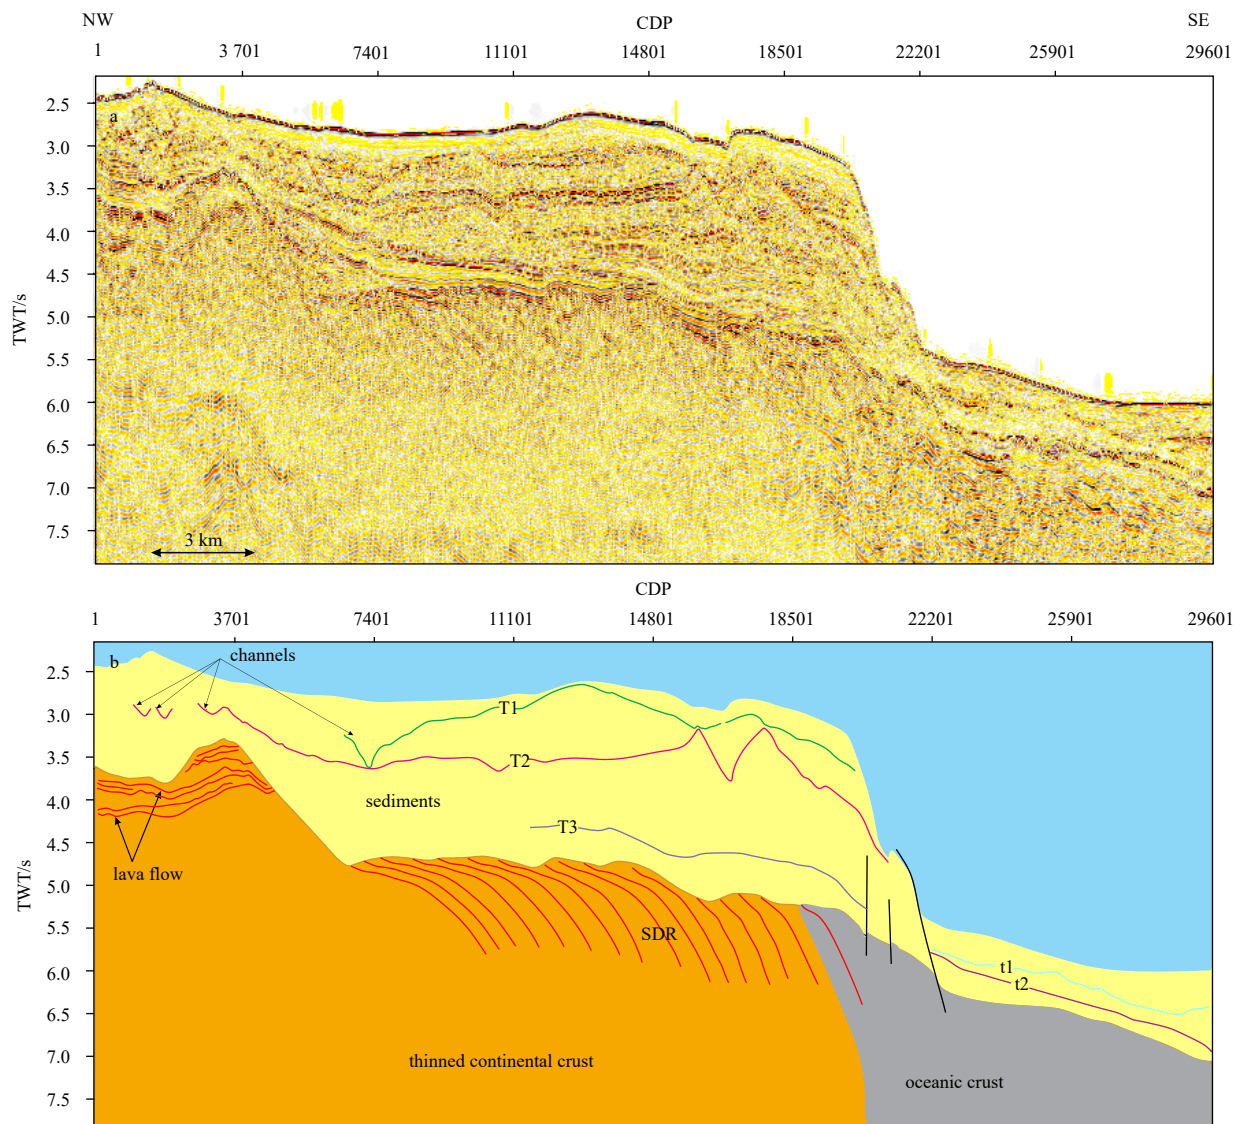 NW CDP SE
1 3 701 7401 11101 14801 18501 22201 25901 29601
a
2.5
3.0
3.5
4.0
4.5
5.0
5.5
6.0
6.5
7.0
7.5
TWT/s
3 km
CDP
1 3701 7401 11101 14801 18501 22201 25901 29601
b
channels
2.5
3.0
3.5
4.0
4.5
5.0
5.5
6.0
6.5
7.0
7.5
TWT/s
T1
T2
sediments
T3
lava flow
SDR
t1
t2
thinned continental crust
oceanic crust